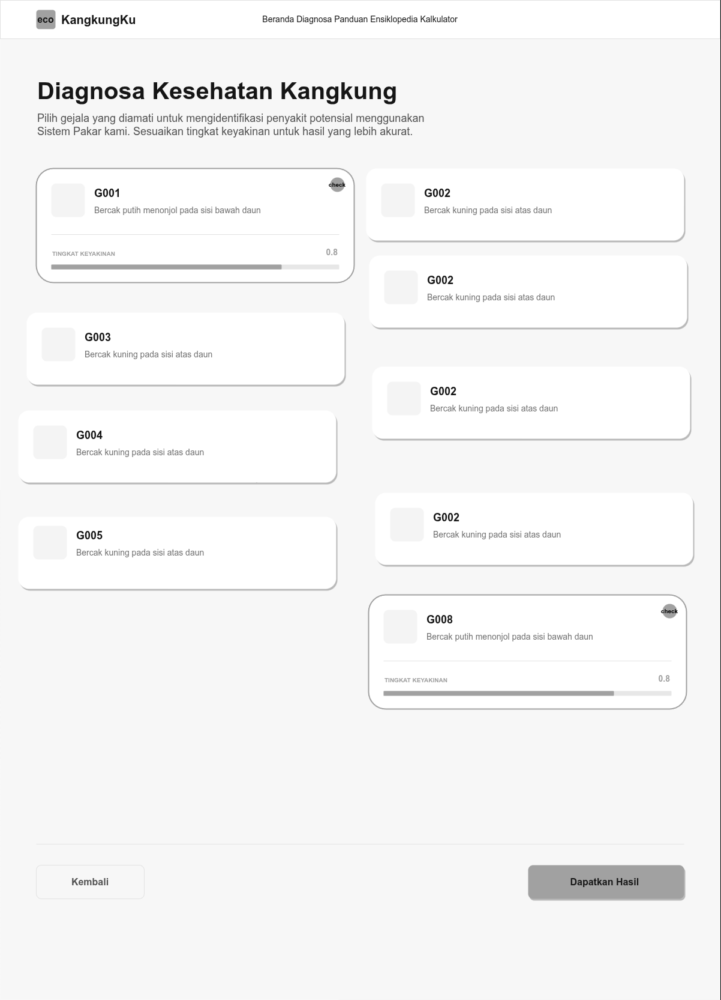 eco KangkungKu
Beranda Diagnosa Panduan Ensiklopedia Kalkulator
Diagnosa Kesehatan Kangkung
Pilih gejala yang diamati untuk mengidentifikasi penyakit potensial menggunakan
Sistem Pakar kami. Sesuaikan tingkat keyakinan untuk hasil yang lebih akurat.
check
G001
Bercak putih menonjol pada sisi bawah daun
TINGKAT KEYAKINAN 0.8
G002
Bercak kuning pada sisi atas daun
G002
Bercak kuning pada sisi atas daun
G003
Bercak kuning pada sisi atas daun
G002
Bercak kuning pada sisi atas daun
G004
Bercak kuning pada sisi atas daun
G002
Bercak kuning pada sisi atas daun
G005
Bercak kuning pada sisi atas daun
check
G008
Bercak putih menonjol pada sisi bawah daun
TINGKAT KEYAKINAN 0.8
Kembali
Dapatkan Hasil